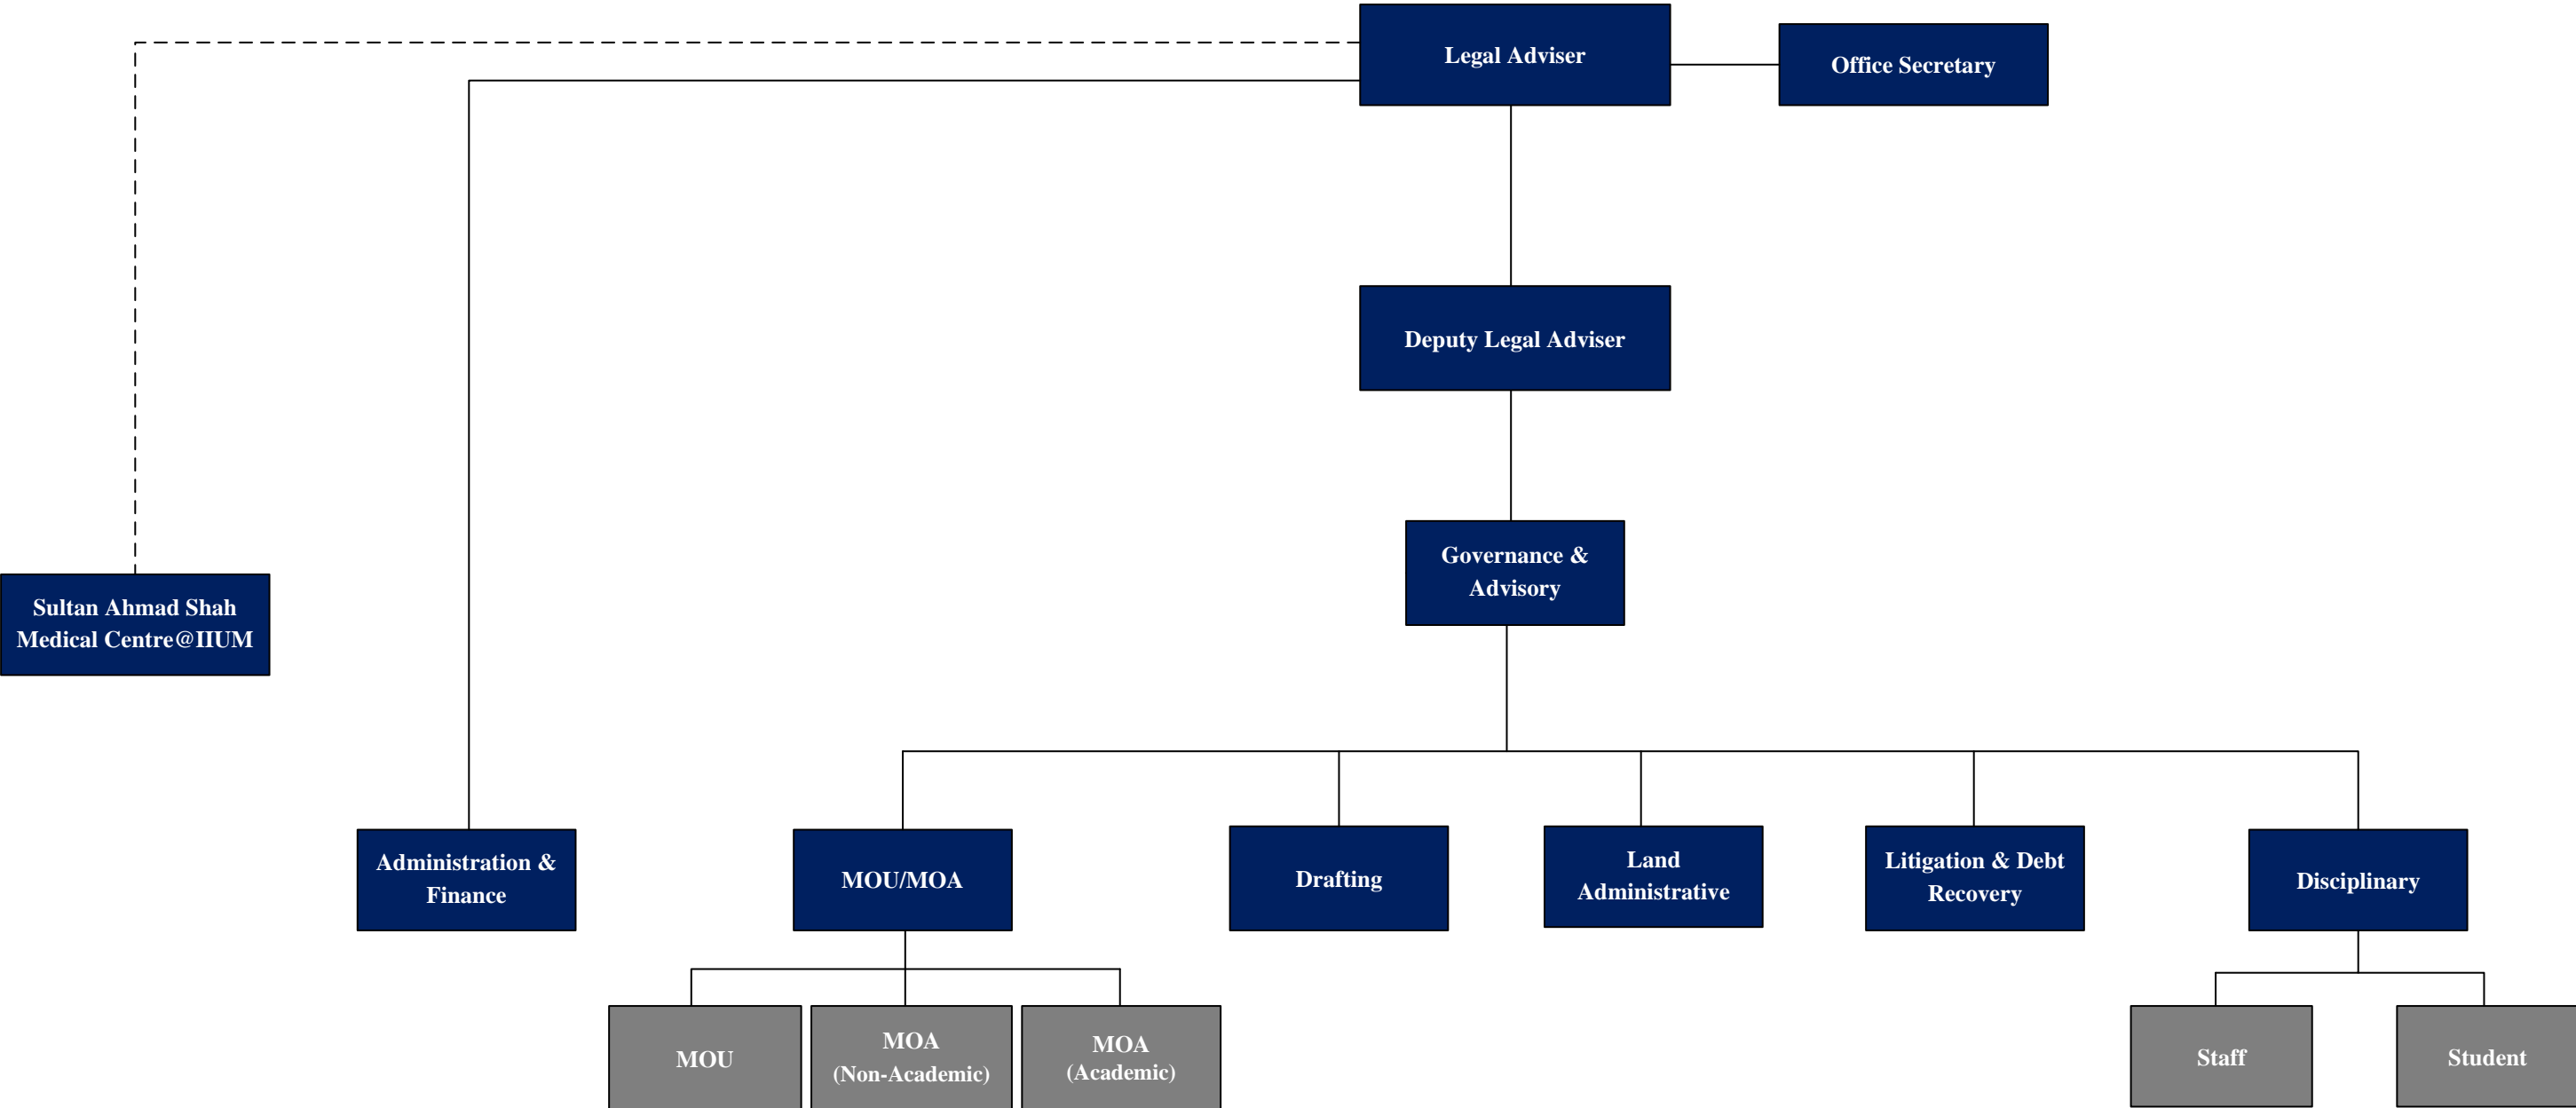 Legal Adviser
Office Secretary
Deputy Legal Adviser
Governance &
Advisory
Sultan Ahmad Shah
Medical Centre@IIUM
Administration &
Finance
MOU/MOA
Drafting
Land
Administrative
Litigation & Debt
Recovery
Disciplinary
MOU
MOA
(Non-Academic)
MOA
(Academic)
Staff
Student